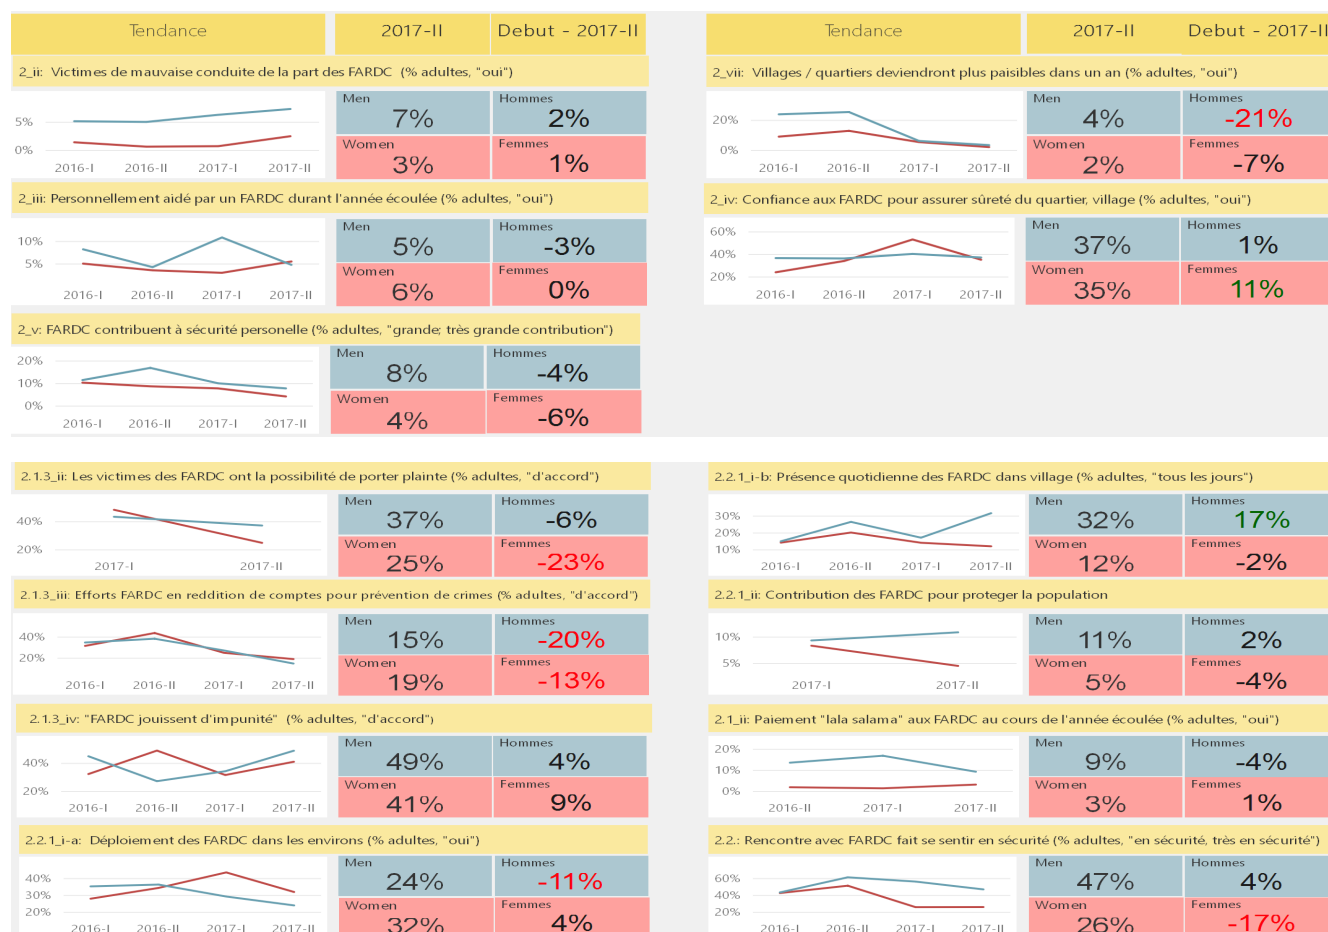 Tendance 2017-II Debut - 2017-II
2_ii: Victimes de mauvaise conduite de la part des FARDC (% adultes, "oui")
5%
0%
2016-I 2016-II 2017-I 2017-II
Men
7%
Hommes
2%
Women
3%
Femmes
1%
2_iii: Personnellement aidé par un FARDC durant l'année écoulée (% adultes, "oui")
10%
5%
2016-I 2016-II 2017-I 2017-II
Men
5%
Hommes
-3%
Women
6%
Femmes
0%
2_v: FARDC contribuent à sécurité personelle (% adultes, "grande; très grande contribution")
20%
10%
0%
2016-I 2016-II 2017-I 2017-II
Men
8%
Hommes
-4%
Women
4%
Femmes
-6%
Tendance 2017-II Debut - 2017-II
2_vii: Villages / quartiers deviendront plus paisibles dans un an (% adultes, "oui")
20%
0%
2016-I 2016-II 2017-I 2017-II
Men
4%
Hommes
-21%
Women
2%
Femmes
-7%
2_iv: Confiance aux FARDC pour assurer sûreté du quartier, village (% adultes, "oui")
60%
40%
20%
2016-I 2016-II 2017-I 2017-II
Men
37%
Hommes
1%
Women
35%
Femmes
11%
2.1.3_ii: Les victimes des FARDC ont la possibilité de porter plainte (% adultes, "d'accord")
40%
20%
2017-I 2017-II
Men
37%
Hommes
-6%
Women
25%
Femmes
-23%
2.1.3_iii: Efforts FARDC en reddition de comptes pour prévention de crimes (% adultes, "d'accord")
40%
20%
2016-I 2016-II 2017-I 2017-II
Men
15%
Hommes
-20%
Women
19%
Femmes
-13%
2.1.3_iv: "FARDC jouissent d'impunité" (% adultes, "d'accord")
40%
20%
2016-I 2016-II 2017-I 2017-II
Men
49%
Hommes
4%
Women
41%
Femmes
9%
2.2.1_i-a: Déploiement des FARDC dans les environs (% adultes, "oui")
40%
30%
20%
2016-I 2016-II 2017-I 2017-II
Men
24%
Hommes
-11%
Women
32%
Femmes
4%
2.2.1_i-b: Présence quotidienne des FARDC dans village (% adultes, "tous les jours")
30%
20%
10%
2016-I 2016-II 2017-I 2017-II
Men
32%
Hommes
17%
Women
12%
Femmes
-2%
2.2.1_ii: Contribution des FARDC pour proteger la population
10%
5%
2017-I 2017-II
Men
11%
Hommes
2%
Women
5%
Femmes
-4%
2.1_ii: Paiement "lala salama" aux FARDC au cours de l'année écoulée (% adultes, "oui")
20%
10%
0%
2016-II 2017-I 2017-II
Men
9%
Hommes
-4%
Women
3%
Femmes
1%
2.2.: Rencontre avec FARDC fait se sentir en sécurité (% adultes, "en sécurité, très en sécurité")
60%
40%
20%
2016-I 2016-II 2017-I 2017-II
Men
47%
Hommes
4%
Women
26%
Femmes
-17%